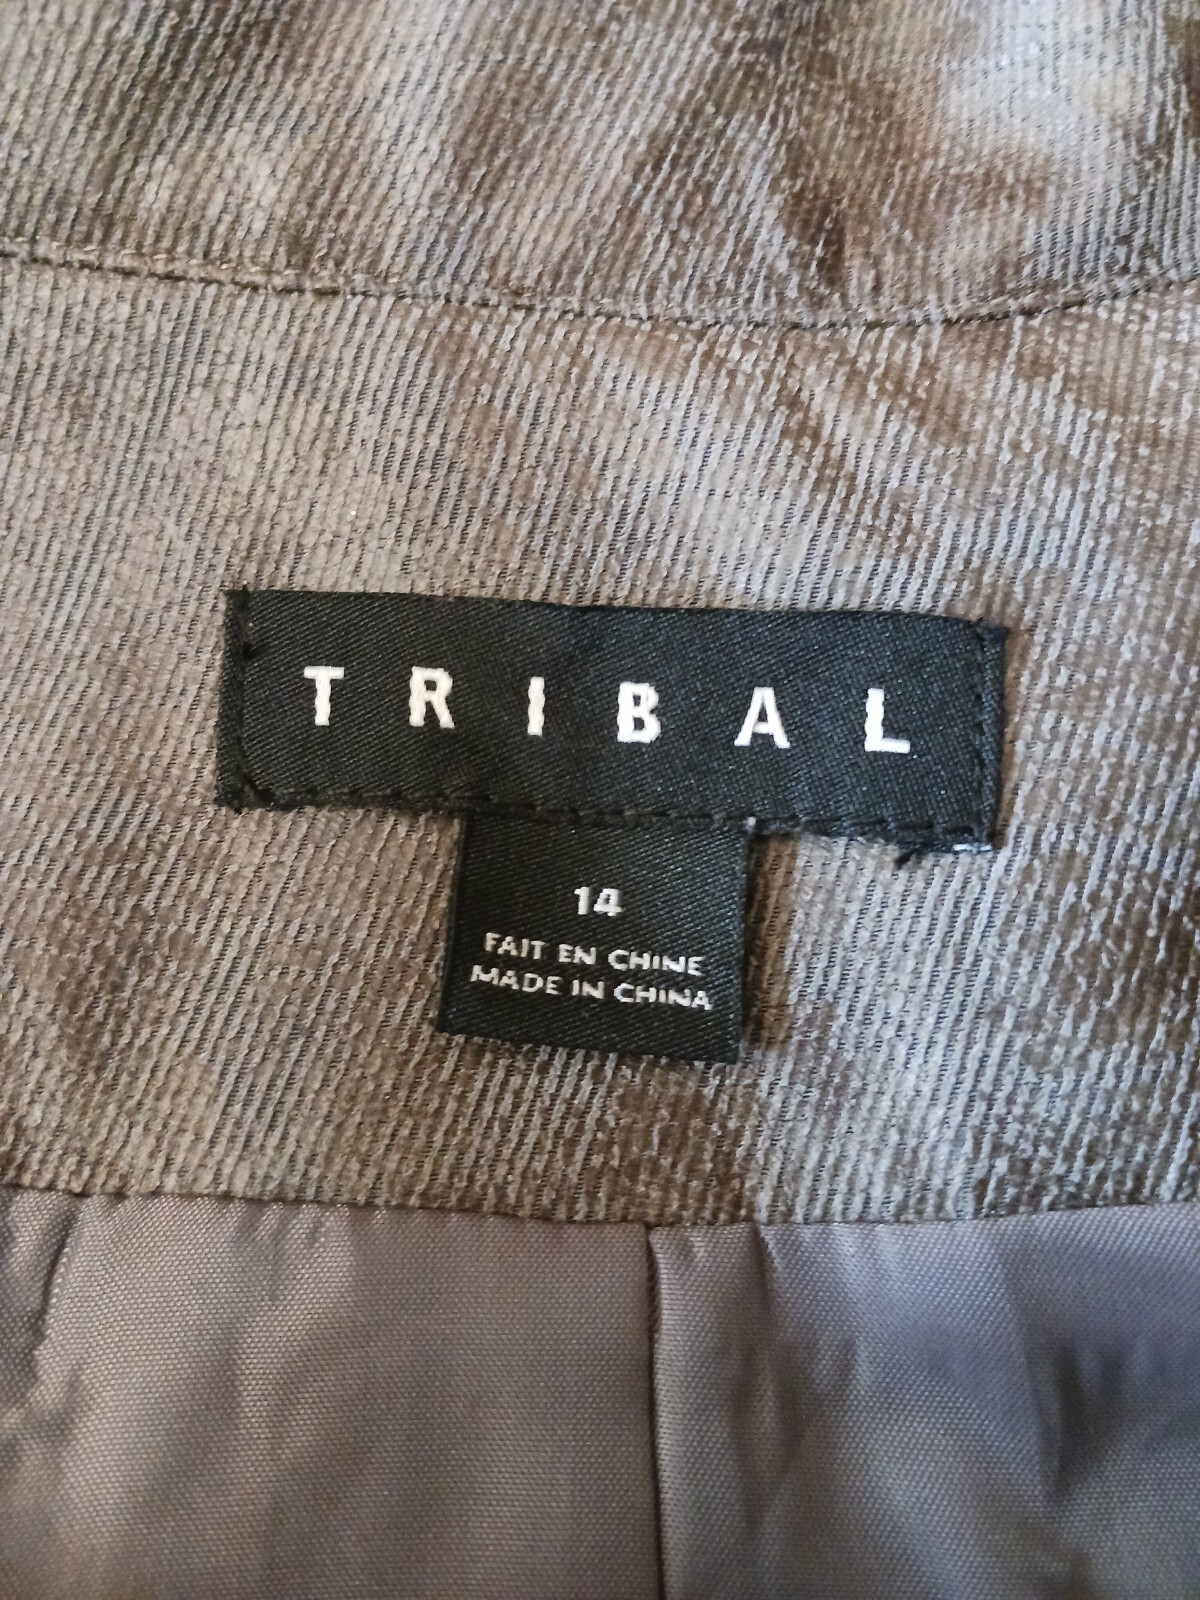 TRIBAL
14
FAIT EN CHINE
MADE IN CHINA